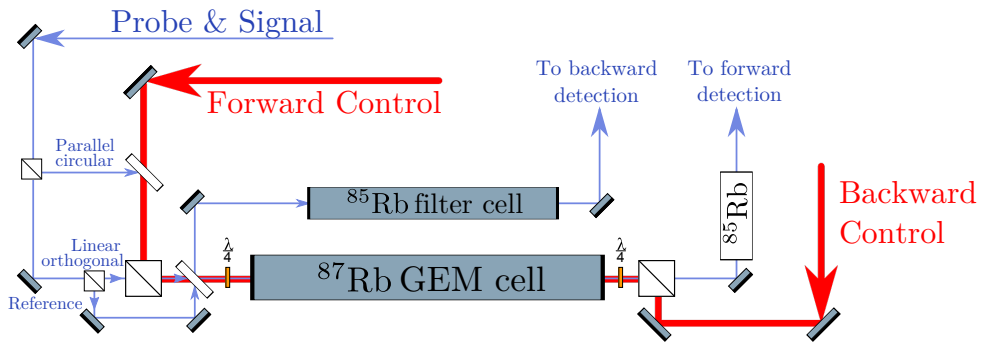 Probe & Signal
Forward Control
To backward
detection
To forward
detection
Parallel
circular
Backward
Control
⁸⁵Rb filter cell
⁸⁵Rb
Linear
orthogonal
λ/4
λ/4
⁸⁷Rb GEM cell
Reference